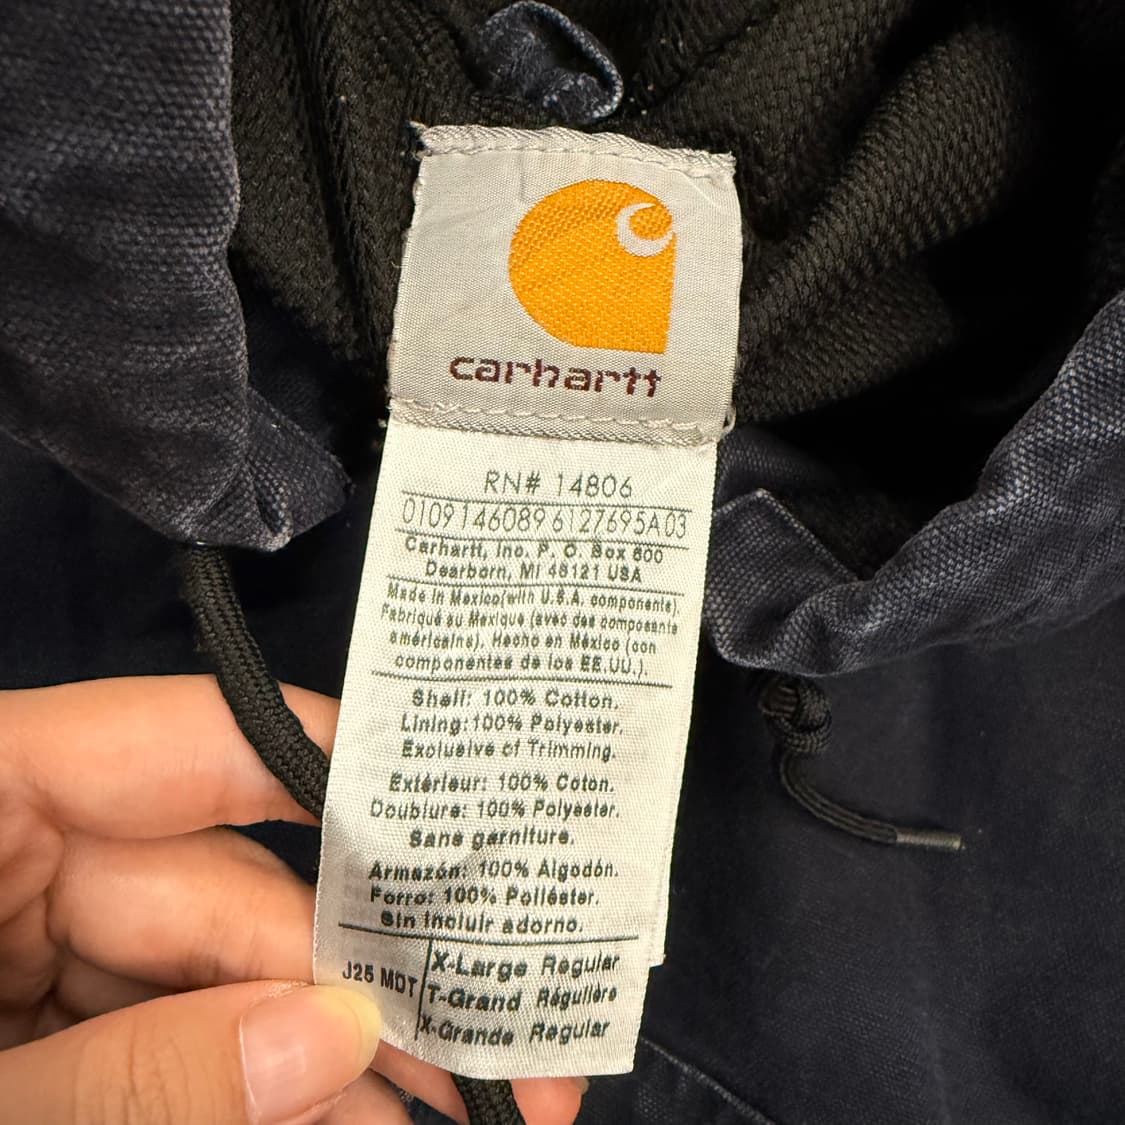 carhartt
RN# 14806
0109146089 6127695A03
Carhartt, Inc. P. O. Box 600
Dearborn, MI 48121 USA
Made in Mexico(with U.S.A. components).
Fabriqué au Mexique (avec des composants
américains). Hecho en México (con
componentes de los EE.UU.).
Shell: 100% Cotton.
Lining:100% Polyester.
Exclusive of Trimming.
Extérieur: 100% Coton.
Doublure: 100% Polyester.
Sans garniture.
Armazón: 100% Algodón.
Forro: 100% Poliéster.
Sin incluir adorno.
J25 MDT
X-Large Regular
T-Grand Régulière
X-Grande Regular